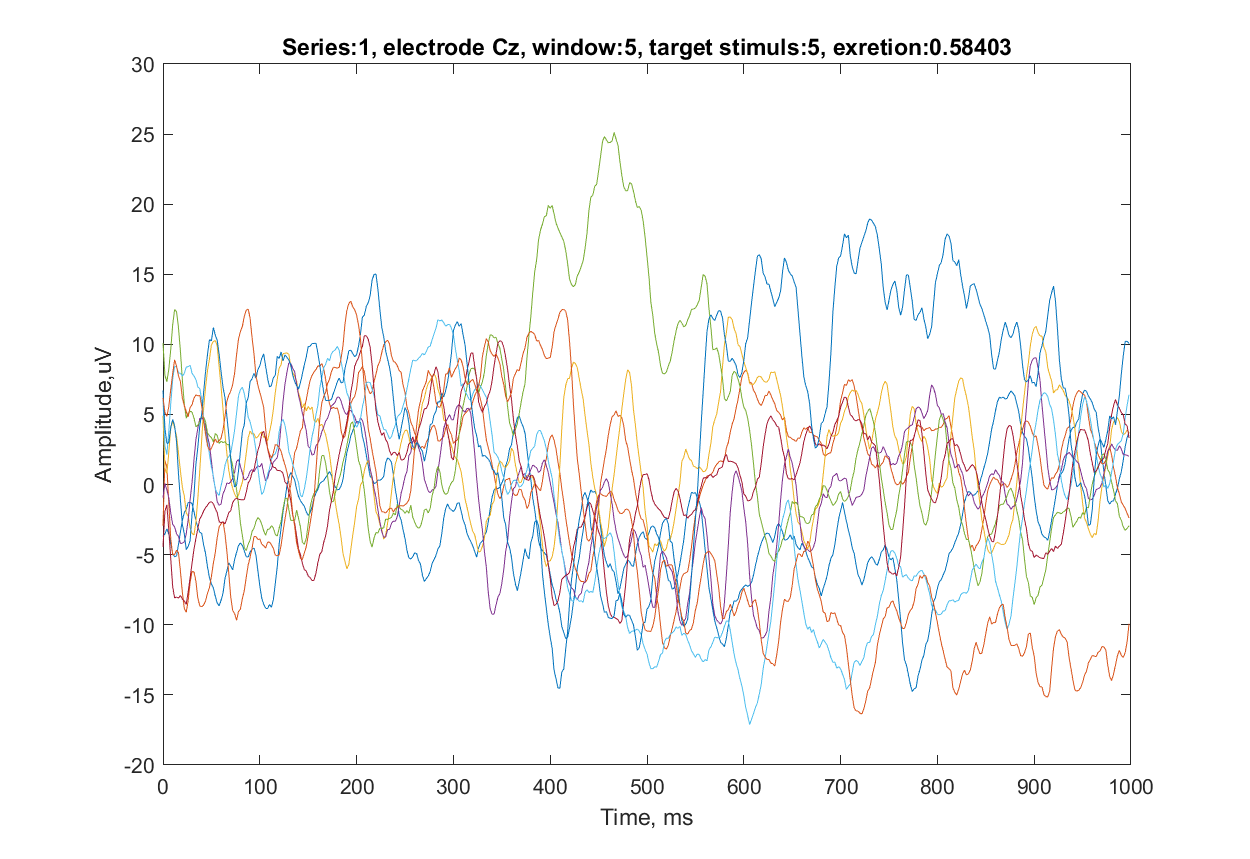 Series:1, electrode Cz, window:5, target stimuls:5, exretion:0.58403
30
25
20
15
10
5
0
-5
-10
-15
-20
Amplitude,uV
0 100 200 300 400 500 600 700 800 900 1000
Time, ms